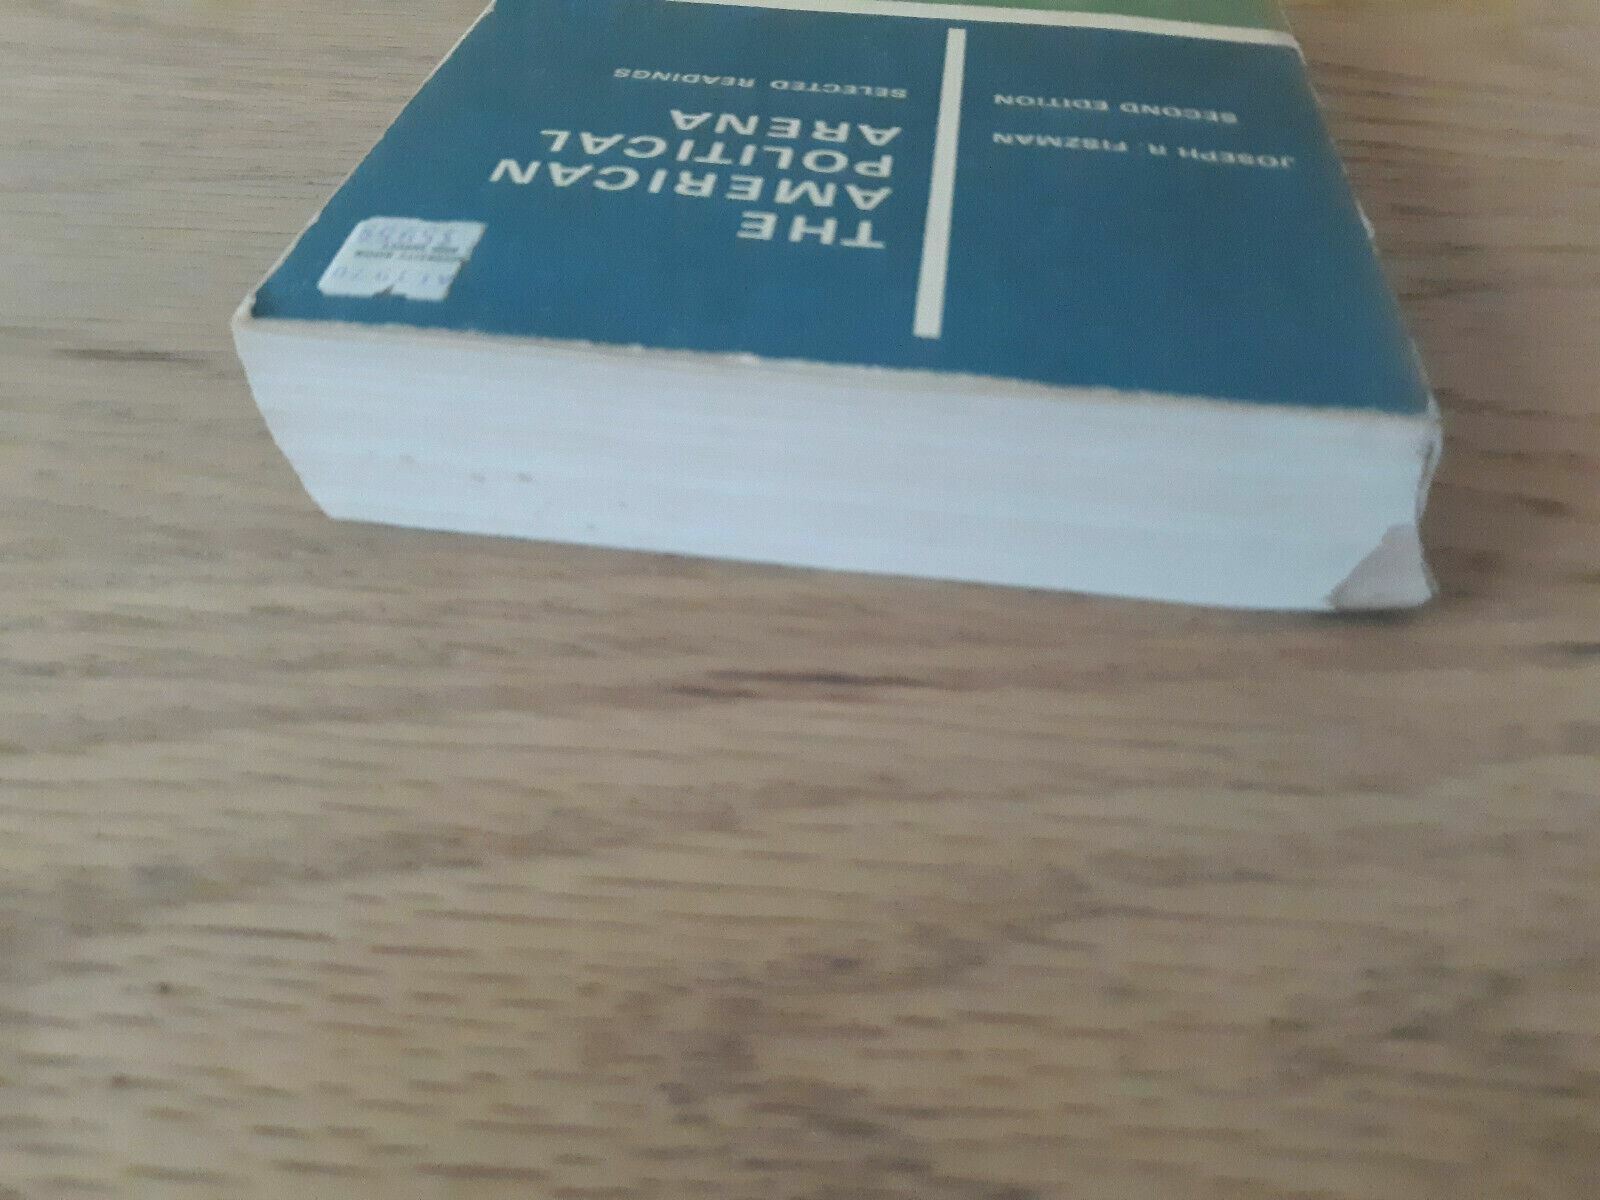 THE
AMERICAN
POLITICAL
ARENA
SELECTED READINGS
JOSEPH R. FISZMAN
SECOND EDITION